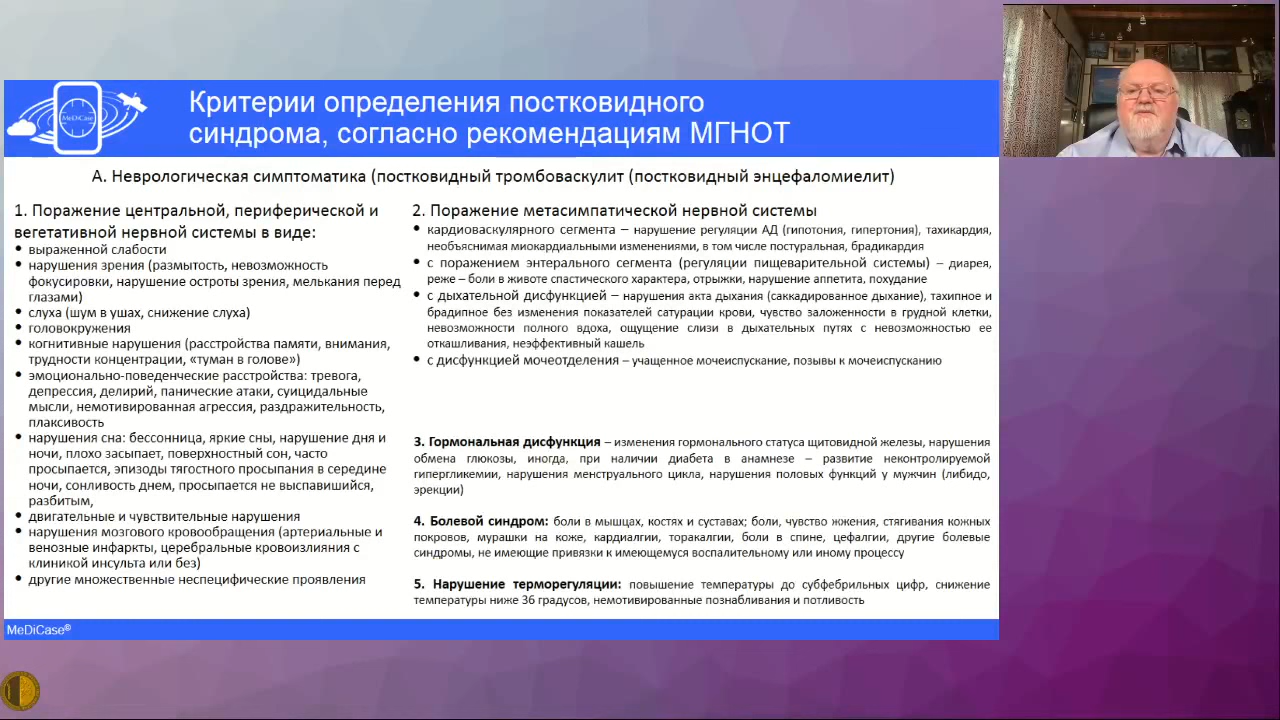 MeDiCase
Критерии определения постковидного
синдрома, согласно рекомендациям МГНОТ
А. Неврологическая симптоматика (постковидный тромбоваскулит (постковидный энцефаломиелит)
1. Поражение центральной, периферической и
вегетативной нервной системы в виде:
• выраженной слабости
• нарушения зрения (размытость, невозможность
фокусировки, нарушение остроты зрения, мелькания перед
глазами)
• слуха (шум в ушах, снижение слуха)
• головокружения
• когнитивные нарушения (расстройства памяти, внимания,
трудности концентрации, «туман в голове»)
• эмоционально-поведенческие расстройства: тревога,
депрессия, делирий, панические атаки, суицидальные
мысли, немотивированная агрессия, раздражительность,
плаксивость
• нарушения сна: бессонница, яркие сны, нарушение дня и
ночи, плохо засыпает, поверхностный сон, часто
просыпается, эпизоды тягостного просыпания в середине
ночи, сонливость днем, просыпается не выспавшийся,
разбитым,
• двигательные и чувствительные нарушения
• нарушения мозгового кровообращения (артериальные и
венозные инфаркты, церебральные кровоизлияния с
клиникой инсульта или без)
• другие множественные неспецифические проявления
2. Поражение метасимпатической нервной системы
• кардиоваскулярного сегмента – нарушение регуляции АД (гипотония, гипертония), тахикардия,
необъяснимая миокардиальными изменениями, в том числе постуральная, брадикардия
• с поражением энтерального сегмента (регуляции пищеварительной системы) – диарея,
реже – боли в животе спастического характера, отрыжки, нарушение аппетита, похудание
• с дыхательной дисфункцией – нарушения акта дыхания (саккадированное дыхание), тахипное и
брадипное без изменения показателей сатурации крови, чувство заложенности в грудной клетки,
невозможности полного вдоха, ощущение слизи в дыхательных путях с невозможностью ее
откашливания, неэффективный кашель
• с дисфункцией мочеотделения – учащенное мочеиспускание, позывы к мочеиспусканию
3. Гормональная дисфункция – изменения гормонального статуса щитовидной железы, нарушения
обмена глюкозы, иногда, при наличии диабета в анамнезе – развитие неконтролируемой
гипергликемии, нарушения менструального цикла, нарушения половых функций у мужчин (либидо,
эрекции)
4. Болевой синдром: боли в мышцах, костях и суставах; боли, чувство жжения, стягивания кожных
покровов, мурашки на коже, кардиалгии, торакалгии, боли в спине, цефалгии, другие болевые
синдромы, не имеющие привязки к имеющемуся воспалительному или иному процессу
5. Нарушение терморегуляции: повышение температуры до субфебрильных цифр, снижение
температуры ниже 36 градусов, немотивированные познабливания и потливость
MeDiCase®